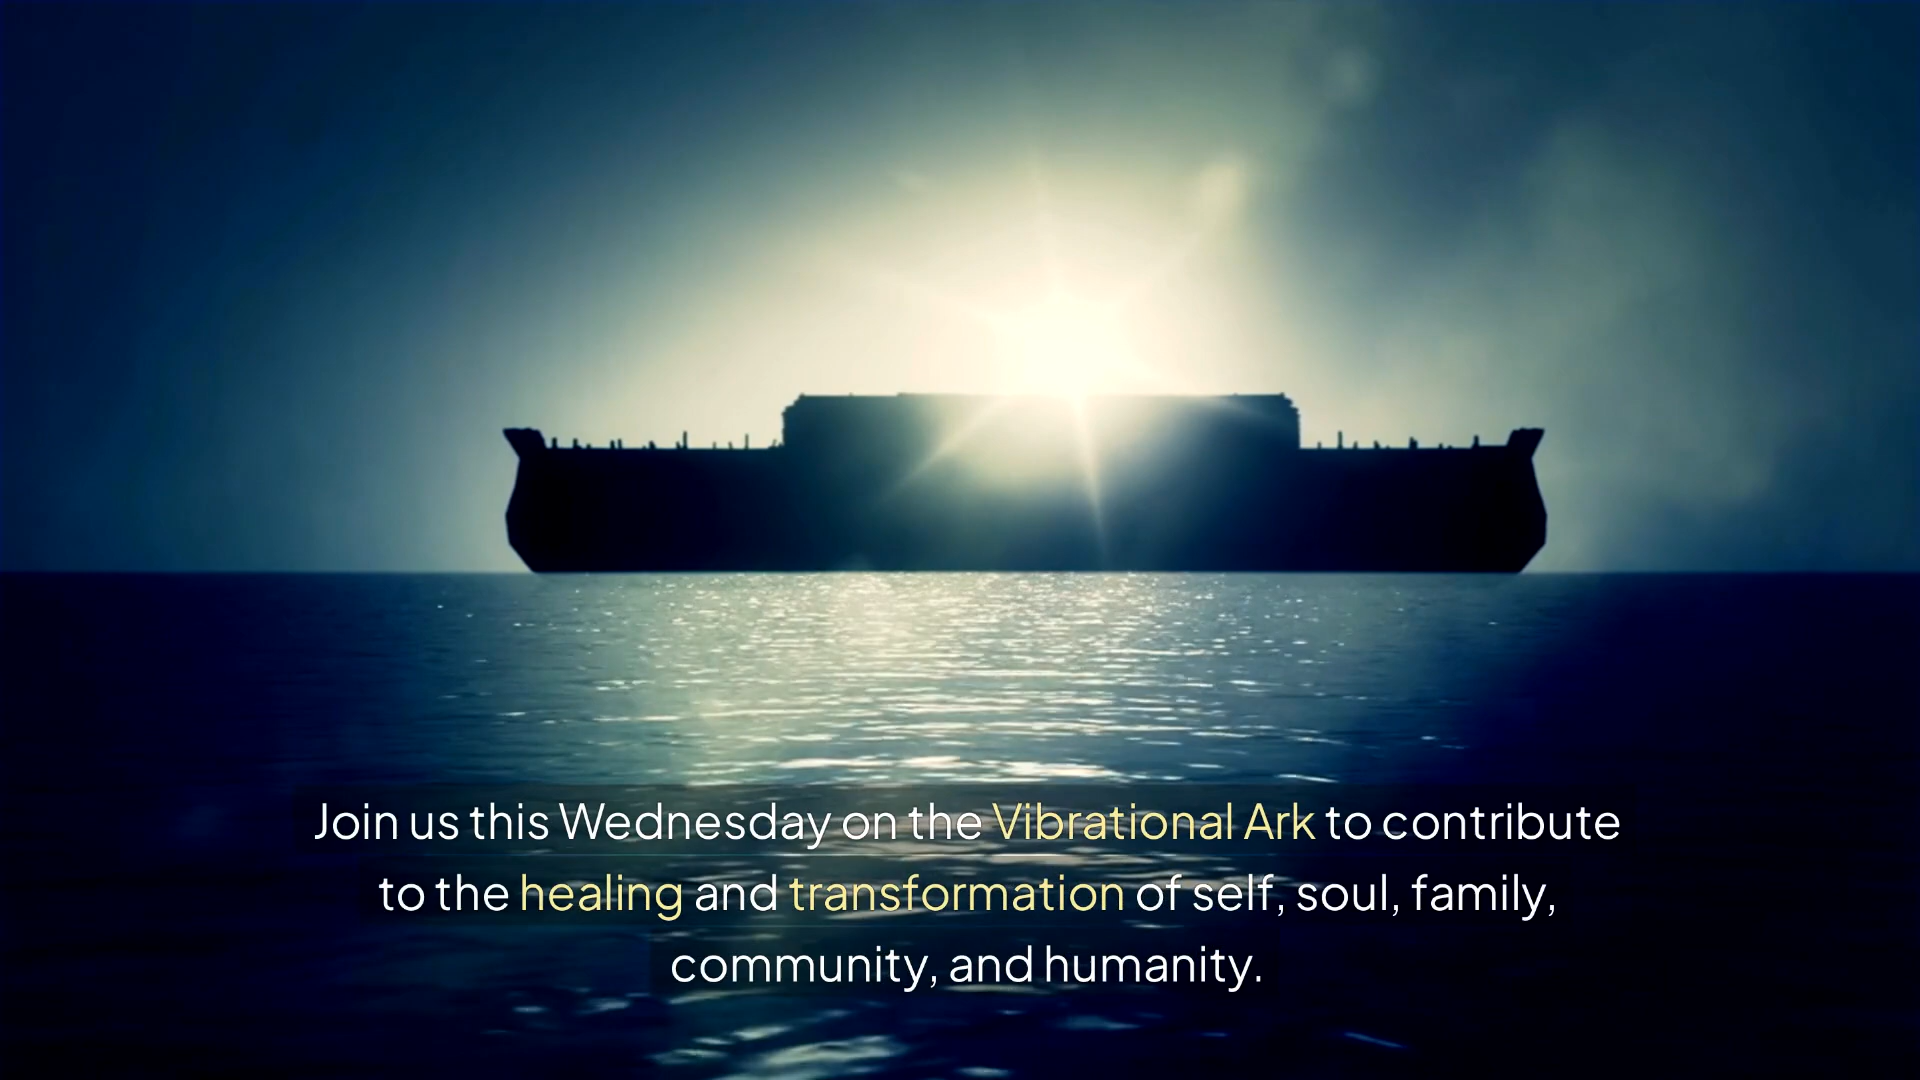 Join us this Wednesday on the Vibrational Ark to contribute
to the healing and transformation of self, soul, family,
community, and humanity.